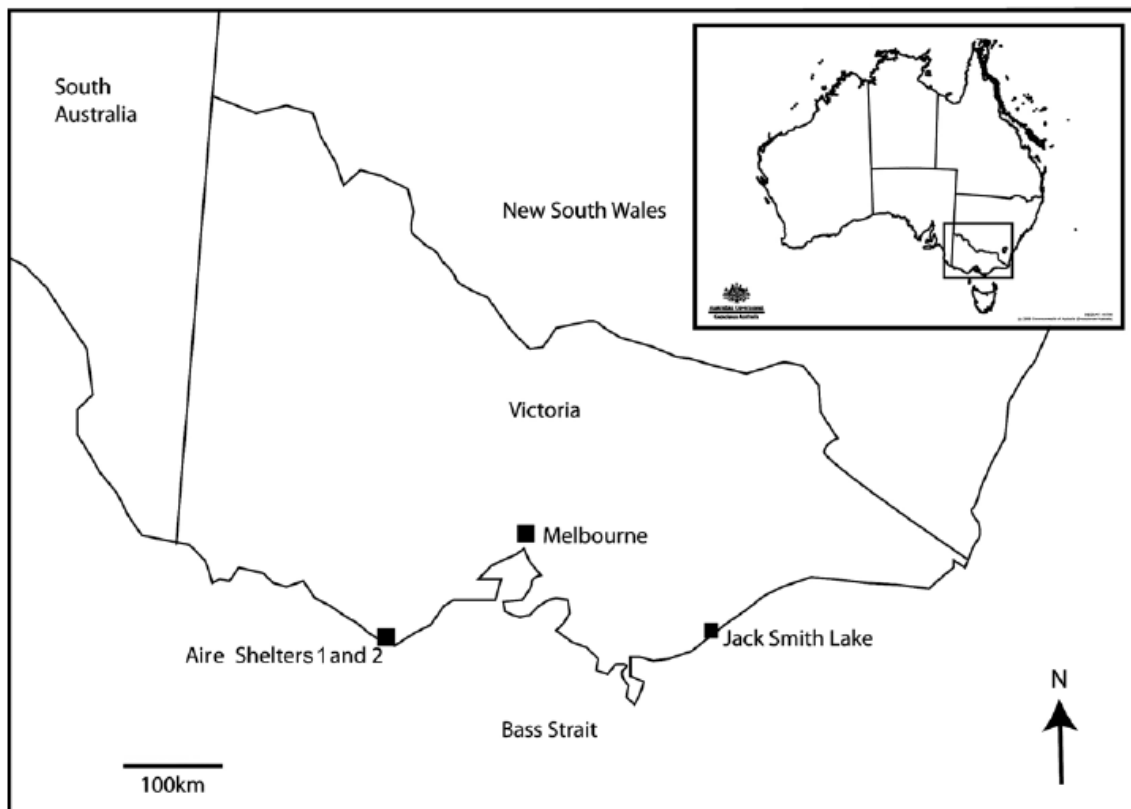 South
Australia
New South Wales
Victoria
Melbourne
Aire Shelters 1 and 2
Jack Smith Lake
Bass Strait
N
100km